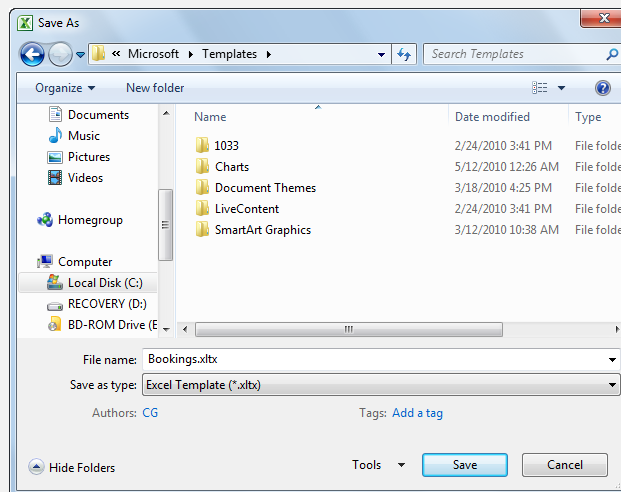 Save As
« Microsoft Templates Search Templates
Organize New folder
Documents
Music
Pictures
Videos
Homegroup
Computer
Local Disk (C:)
RECOVERY (D:)
BD-ROM Drive (E
Name Date modified Type
1033 2/24/2010 3:41 PM File folde
Charts 5/12/2010 12:26 AM File folde
Document Themes 3/18/2010 4:25 PM File folde
LiveContent 2/24/2010 3:41 PM File folde
SmartArt Graphics 3/12/2010 10:38 AM File folde
File name: Bookings.xltx
Save as type: Excel Template (*.xltx)
Authors: CG Tags: Add a tag
Hide Folders Tools Save Cancel